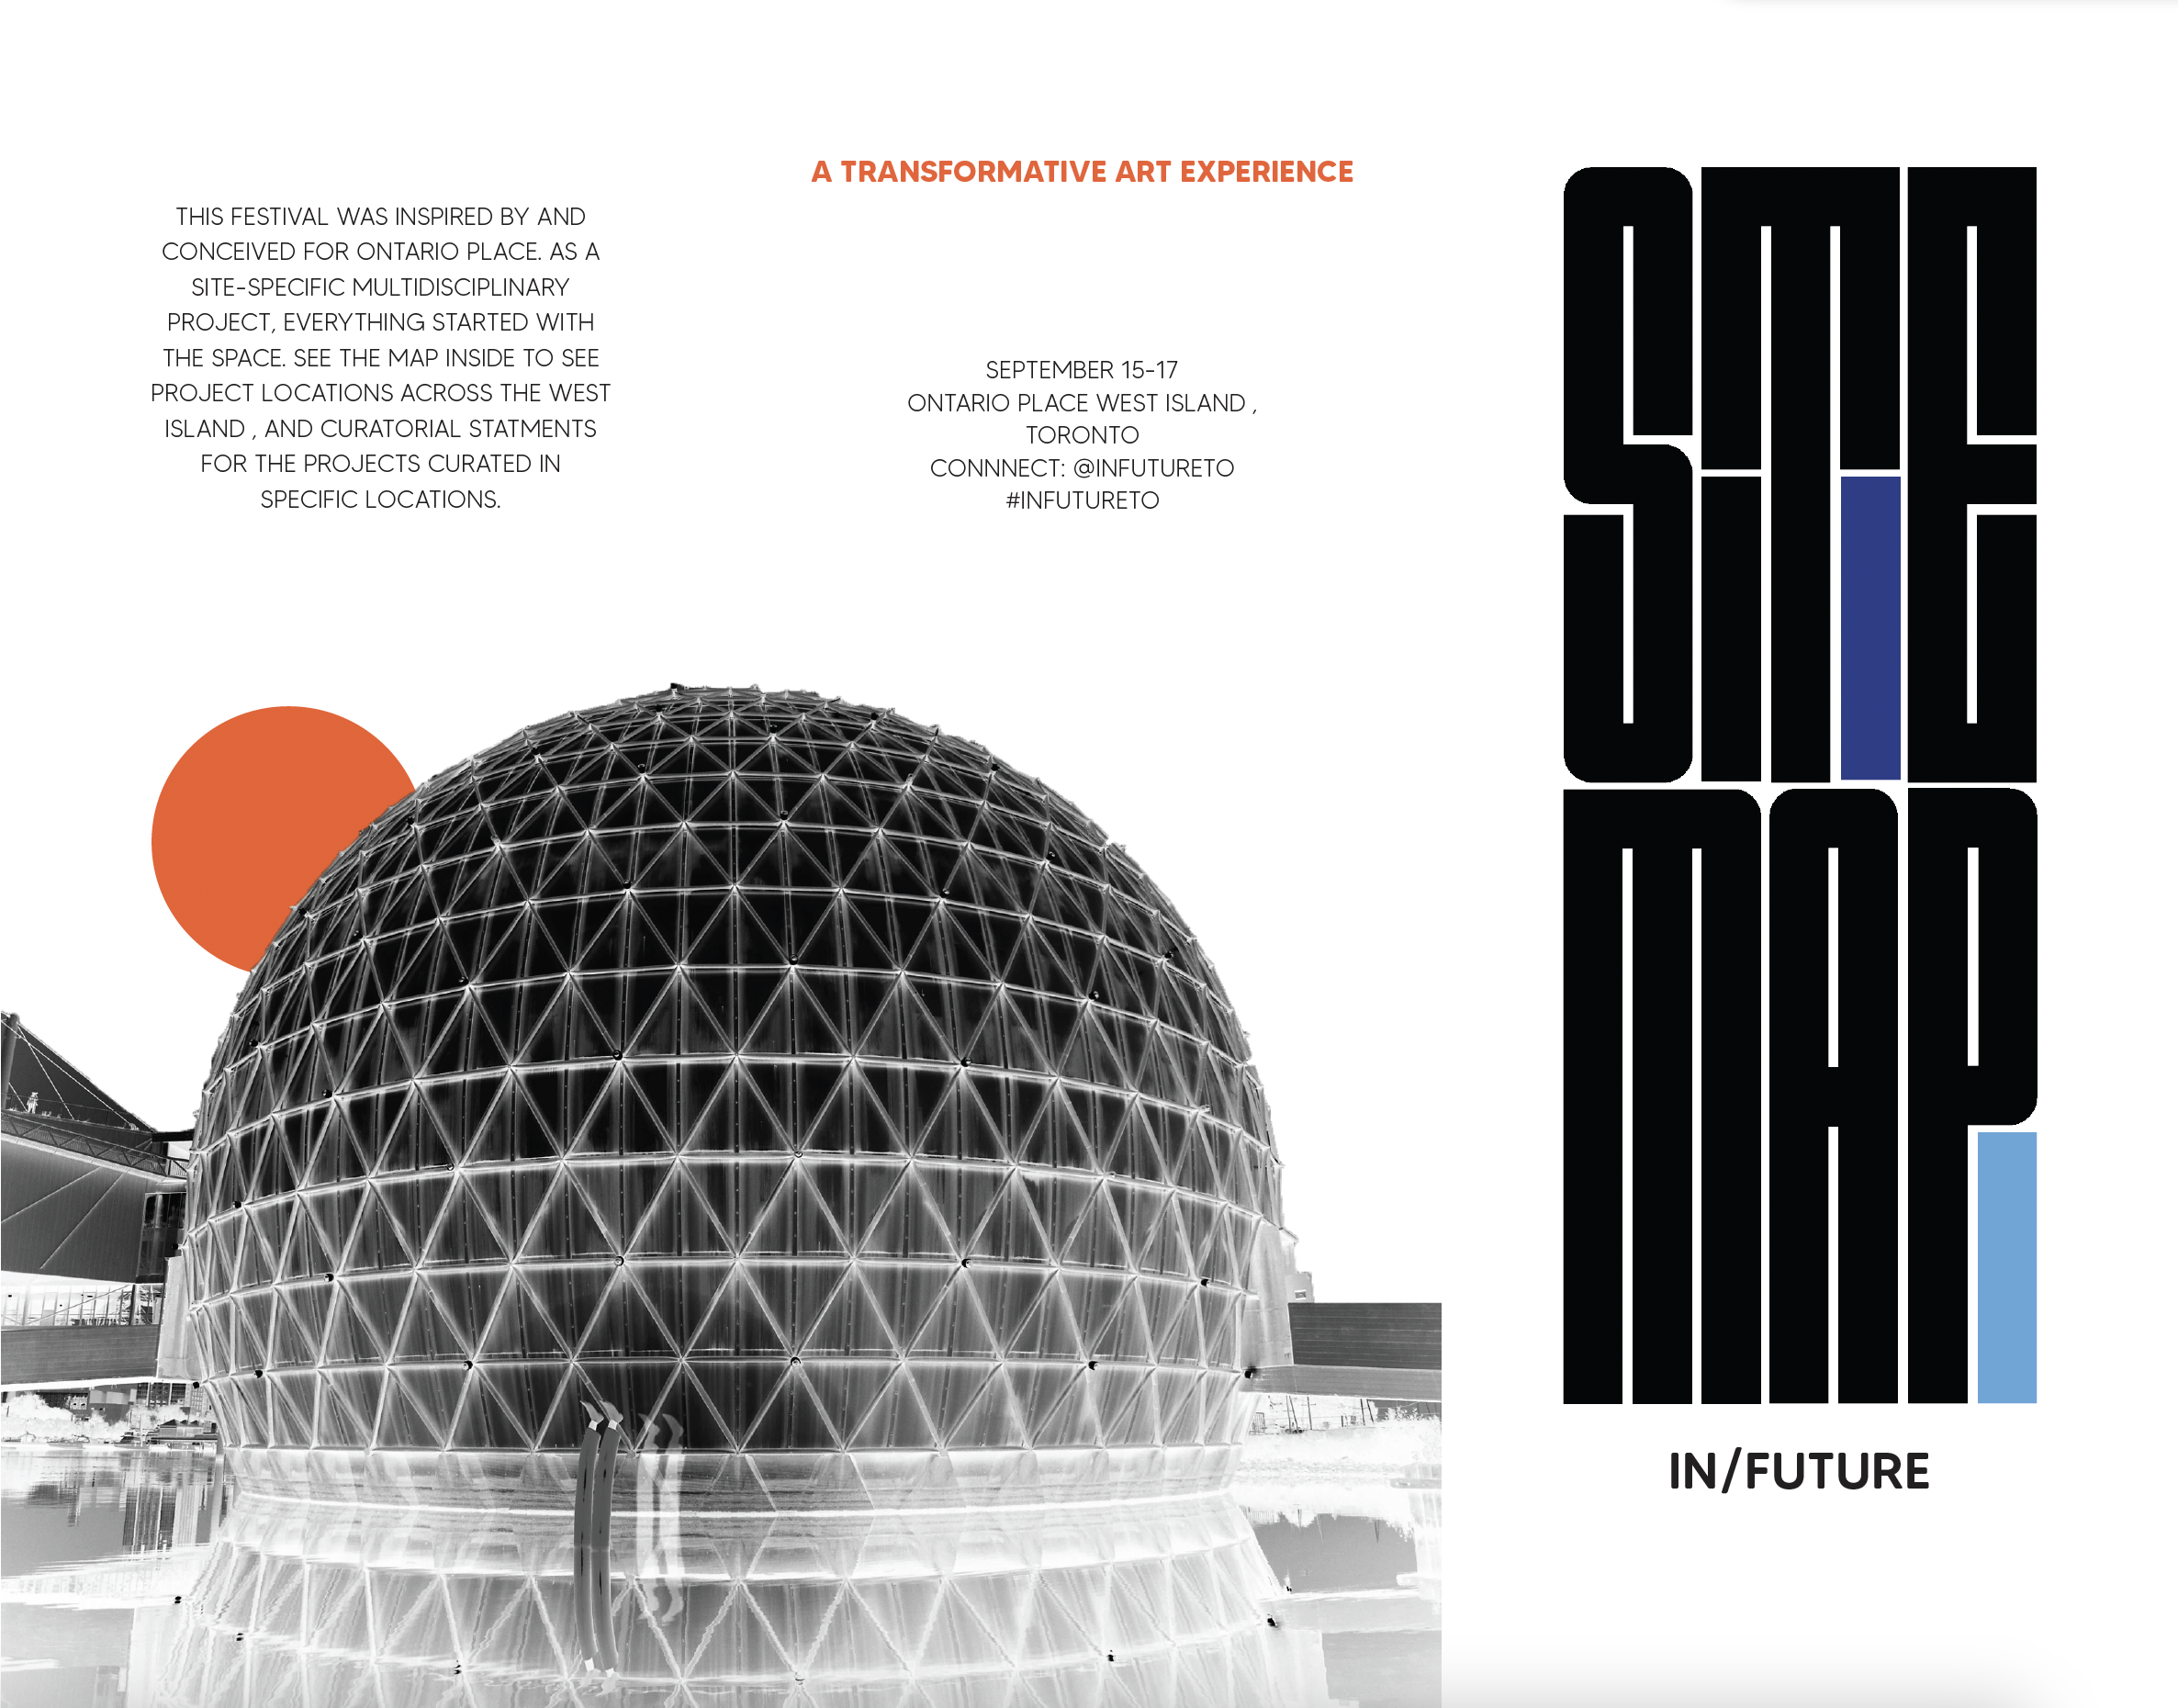 THIS FESTIVAL WAS INSPIRED BY AND
CONCEIVED FOR ONTARIO PLACE. AS A
SITE-SPECIFIC MULTIDISCIPLINARY
PROJECT, EVERYTHING STARTED WITH
THE SPACE. SEE THE MAP INSIDE TO SEE
PROJECT LOCATIONS ACROSS THE WEST
ISLAND , AND CURATORIAL STATMENTS
FOR THE PROJECTS CURATED IN
SPECIFIC LOCATIONS.
A TRANSFORMATIVE ART EXPERIENCE
SEPTEMBER 15-17
ONTARIO PLACE WEST ISLAND ,
TORONTO
CONNNECT: @INFUTURETO
#INFUTURETO
SITE
MAP
IN/FUTURE